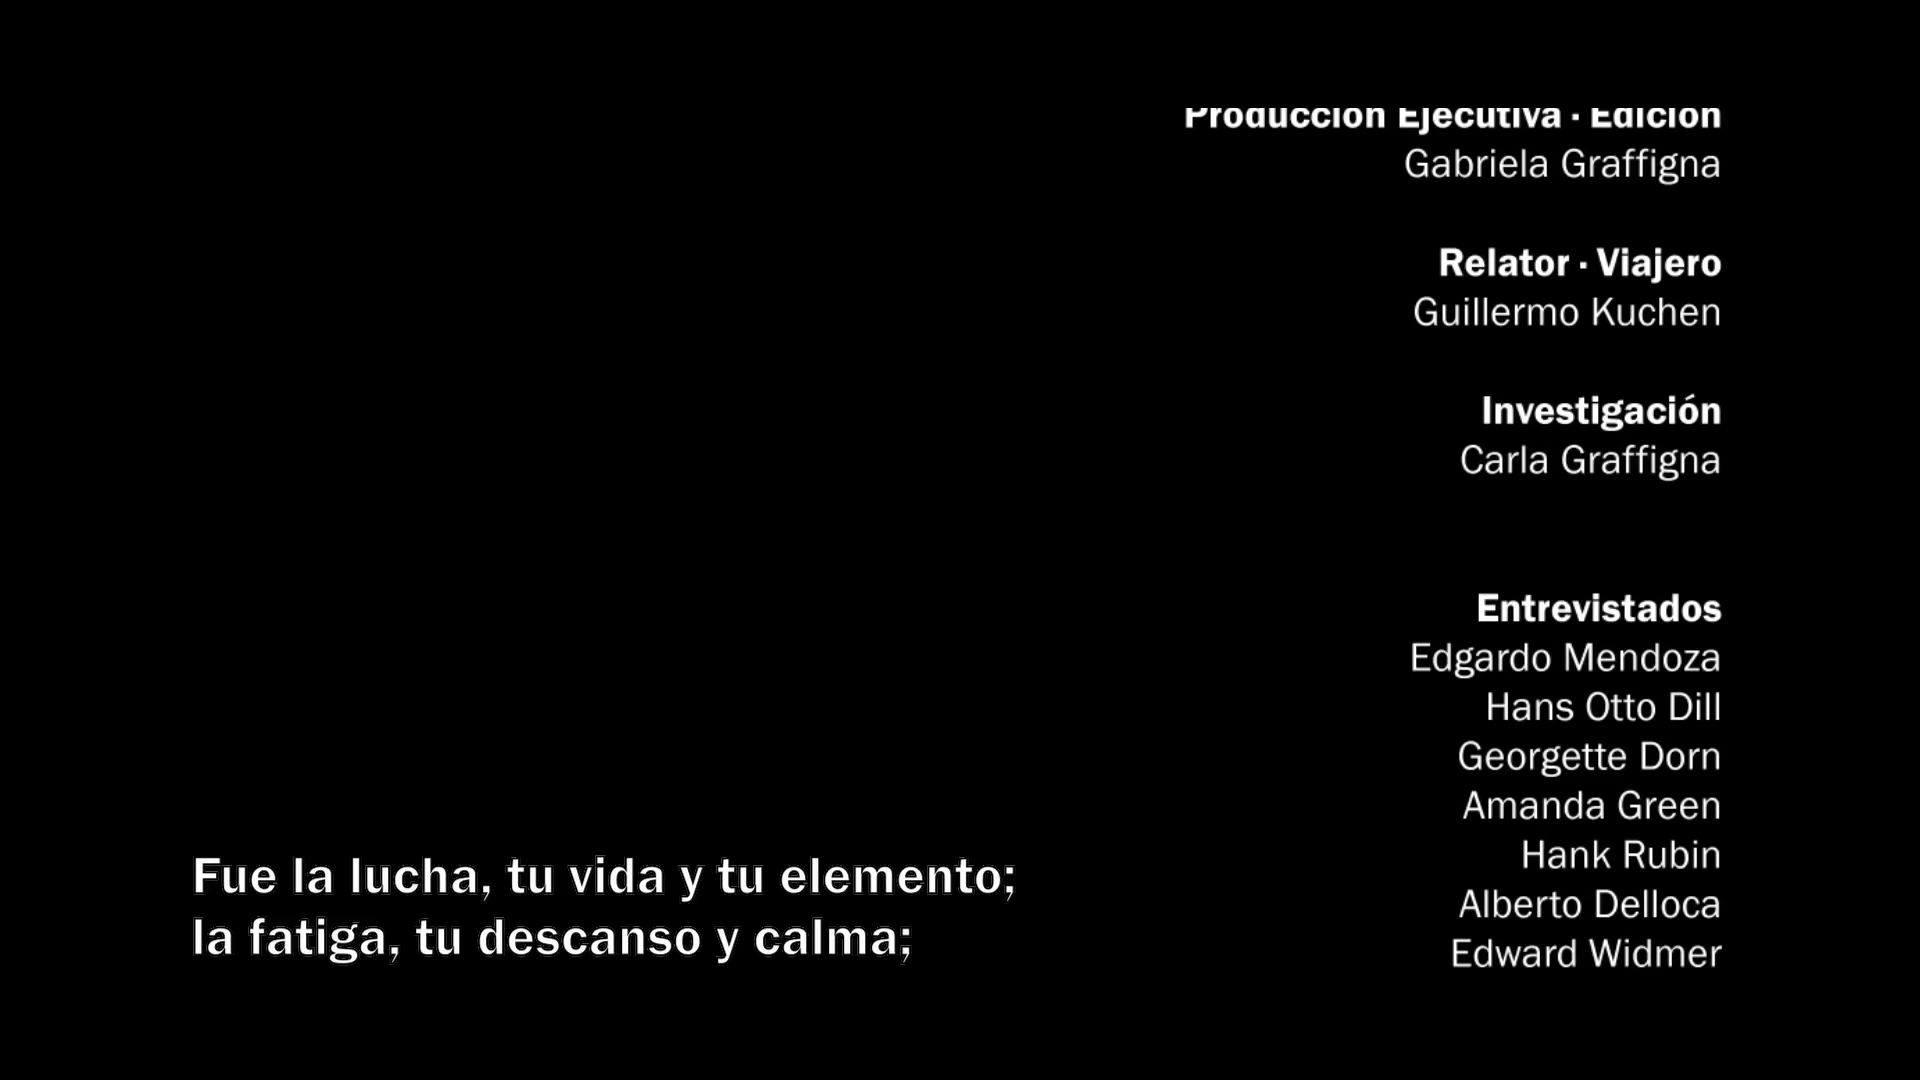 Producción Ejecutiva · Edición
Gabriela Graffigna
Relator · Viajero
Guillermo Kuchen
Investigación
Carla Graffigna
Entrevistados
Edgardo Mendoza
Hans Otto Dill
Georgette Dorn
Amanda Green
Hank Rubin
Alberto Delloca
Edward Widmer
Fue la lucha, tu vida y tu elemento;
la fatiga, tu descanso y calma;